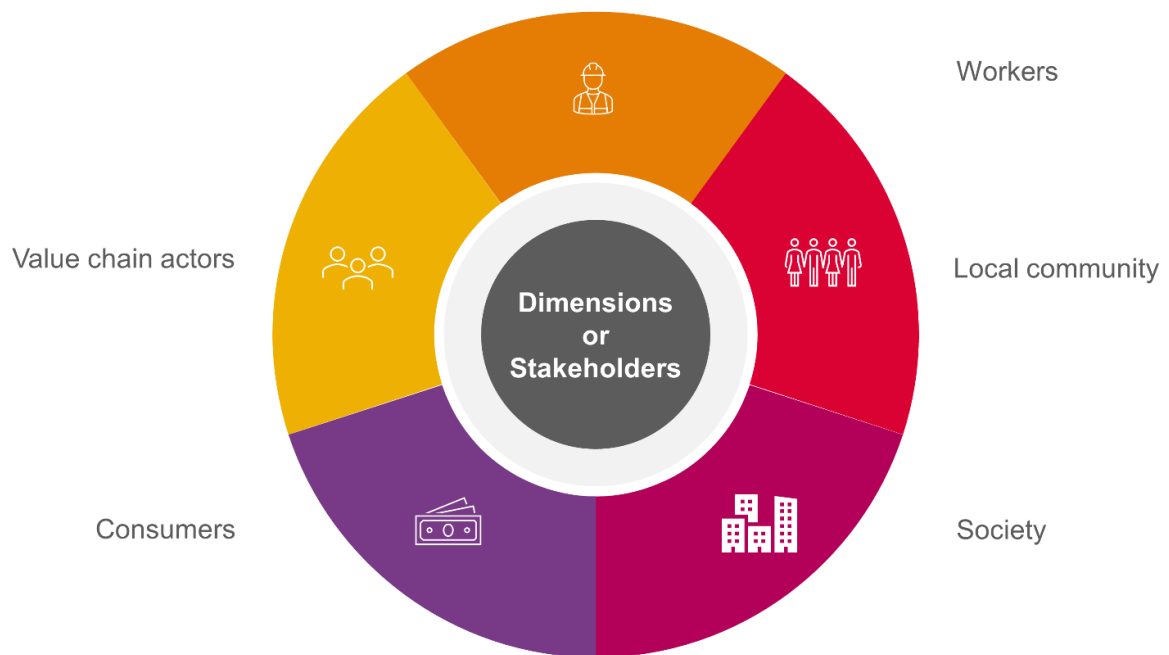 Workers
Value chain actors
Local community
Dimensions
or
Stakeholders
Consumers
Society